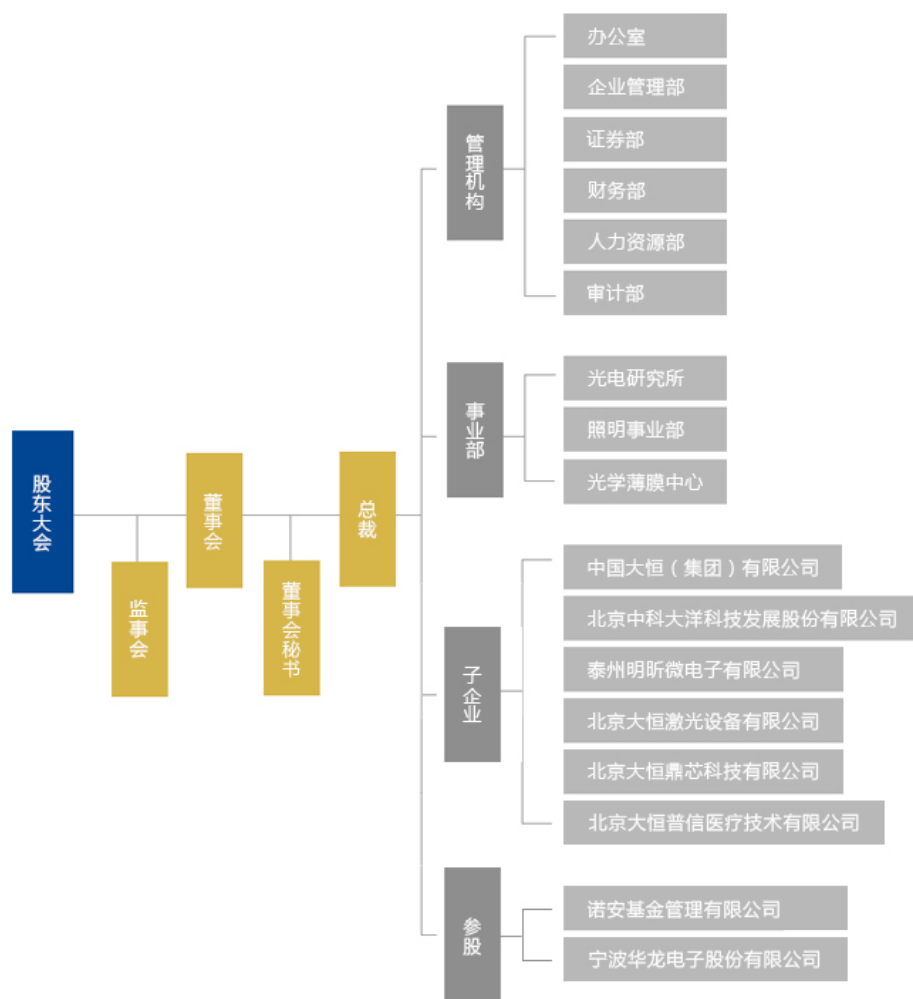 股东大会
监事会
董事会
董事会秘书
总裁
管理机构
办公室
企业管理部
证券部
财务部
人力资源部
审计部
事业部
光电研究所
照明事业部
光学薄膜中心
子企业
中国大恒（集团）有限公司
北京中科大洋科技发展股份有限公司
泰州明昕微电子有限公司
北京大恒激光设备有限公司
北京大恒鼎芯科技有限公司
北京大恒普信医疗技术有限公司
参股
诺安基金管理有限公司
宁波华龙电子股份有限公司